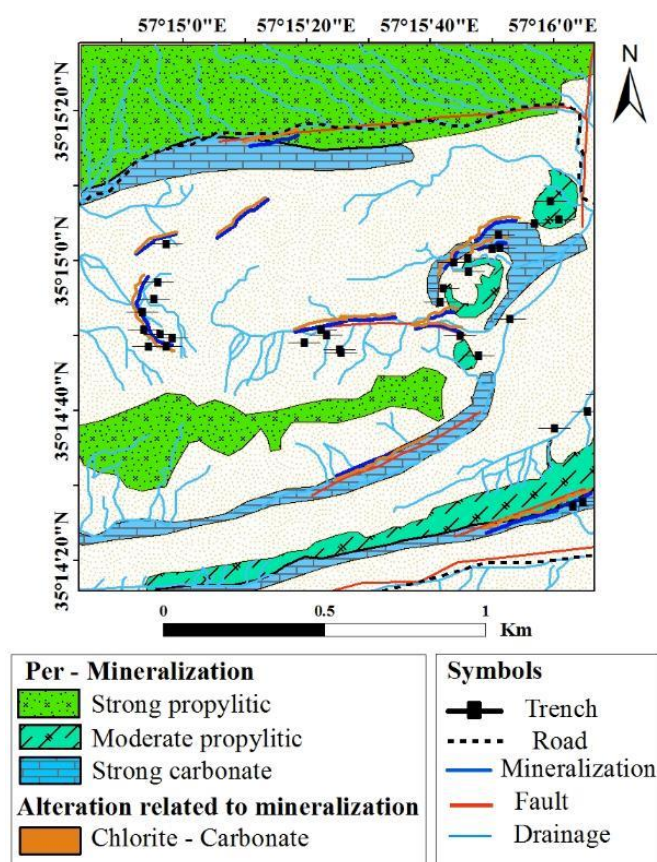 57°15'0"E 57°15'20"E 57°15'40"E 57°16'0"E
N
35°15'20"N
35°15'0"N
35°14'40"N
35°14'20"N
0 0.5 1
Km
Per - Mineralization
Strong propylitic
Moderate propylitic
Strong carbonate
Alteration related to mineralization
Chlorite - Carbonate
Symbols
Trench
Road
Mineralization
Fault
Drainage